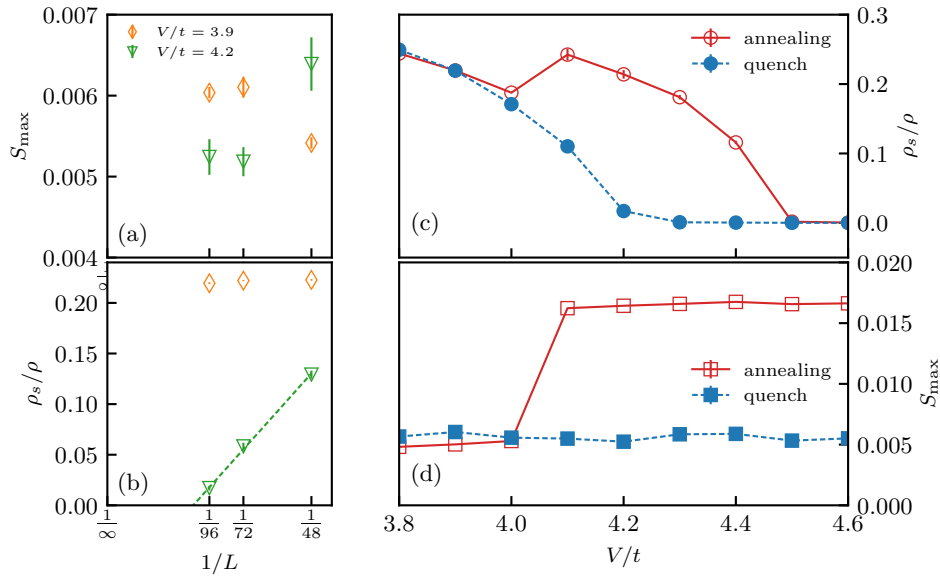 0.007
V/t = 3.9
V/t = 4.2
0.006
0.005
0.004
S_max
(a)
0.20
0.15
0.10
0.05
0.00
ρ_s/ρ
(b)
1/∞
1/96
1/72
1/48
1/L
annealing
quench
0.3
0.2
0.1
0.0
ρ_s/ρ
(c)
0.020
0.015
0.010
0.005
0.000
S_max
annealing
quench
(d)
3.8
4.0
4.2
4.4
4.6
V/t